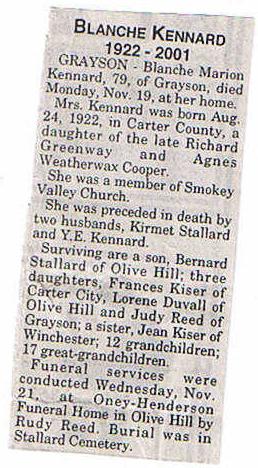 BLANCHE KENNARD
1922 - 2001
GRAYSON - Blanche Marion
Kennard, 79, of Grayson, died
Monday, Nov. 19, at her home.
Mrs. Kennard was born Aug.
24, 1922, in Carter County, a
daughter of the late Richard
Greenway and Agnes
Weatherwax Cooper.
She was a member of Smokey
Valley Church.
She was preceded in death by
two husbands, Kirmet Stallard
and Y.E. Kennard.
Surviving are a son, Bernard
Stallard of Olive Hill; three
daughters, Frances Kiser of
Carter City, Lorene Duvall of
Olive Hill and Judy Reed of
Grayson; a sister, Jean Kiser of
Winchester; 12 grandchildren;
17 great-grandchildren.
Funeral services were
conducted Wednesday, Nov.
21, at Oney-Henderson
Funeral Home in Olive Hill by
Rudy Reed. Burial was in
Stallard Cemetery.